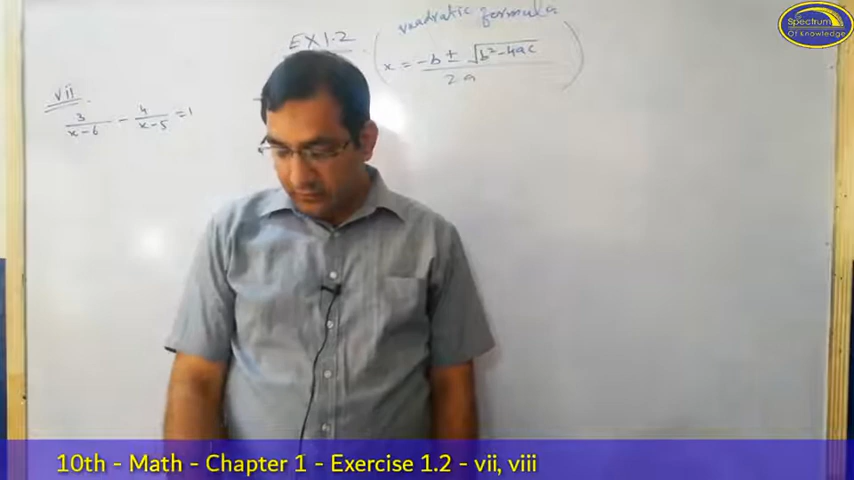 Spectrum
Of Knowledge
quadratic formula
EX 1.2
x = -b ± √b²-4ac
2a
vii
3/x-6 - 4/x-5 = 1
10th - Math - Chapter 1 - Exercise 1.2 - vii, viii